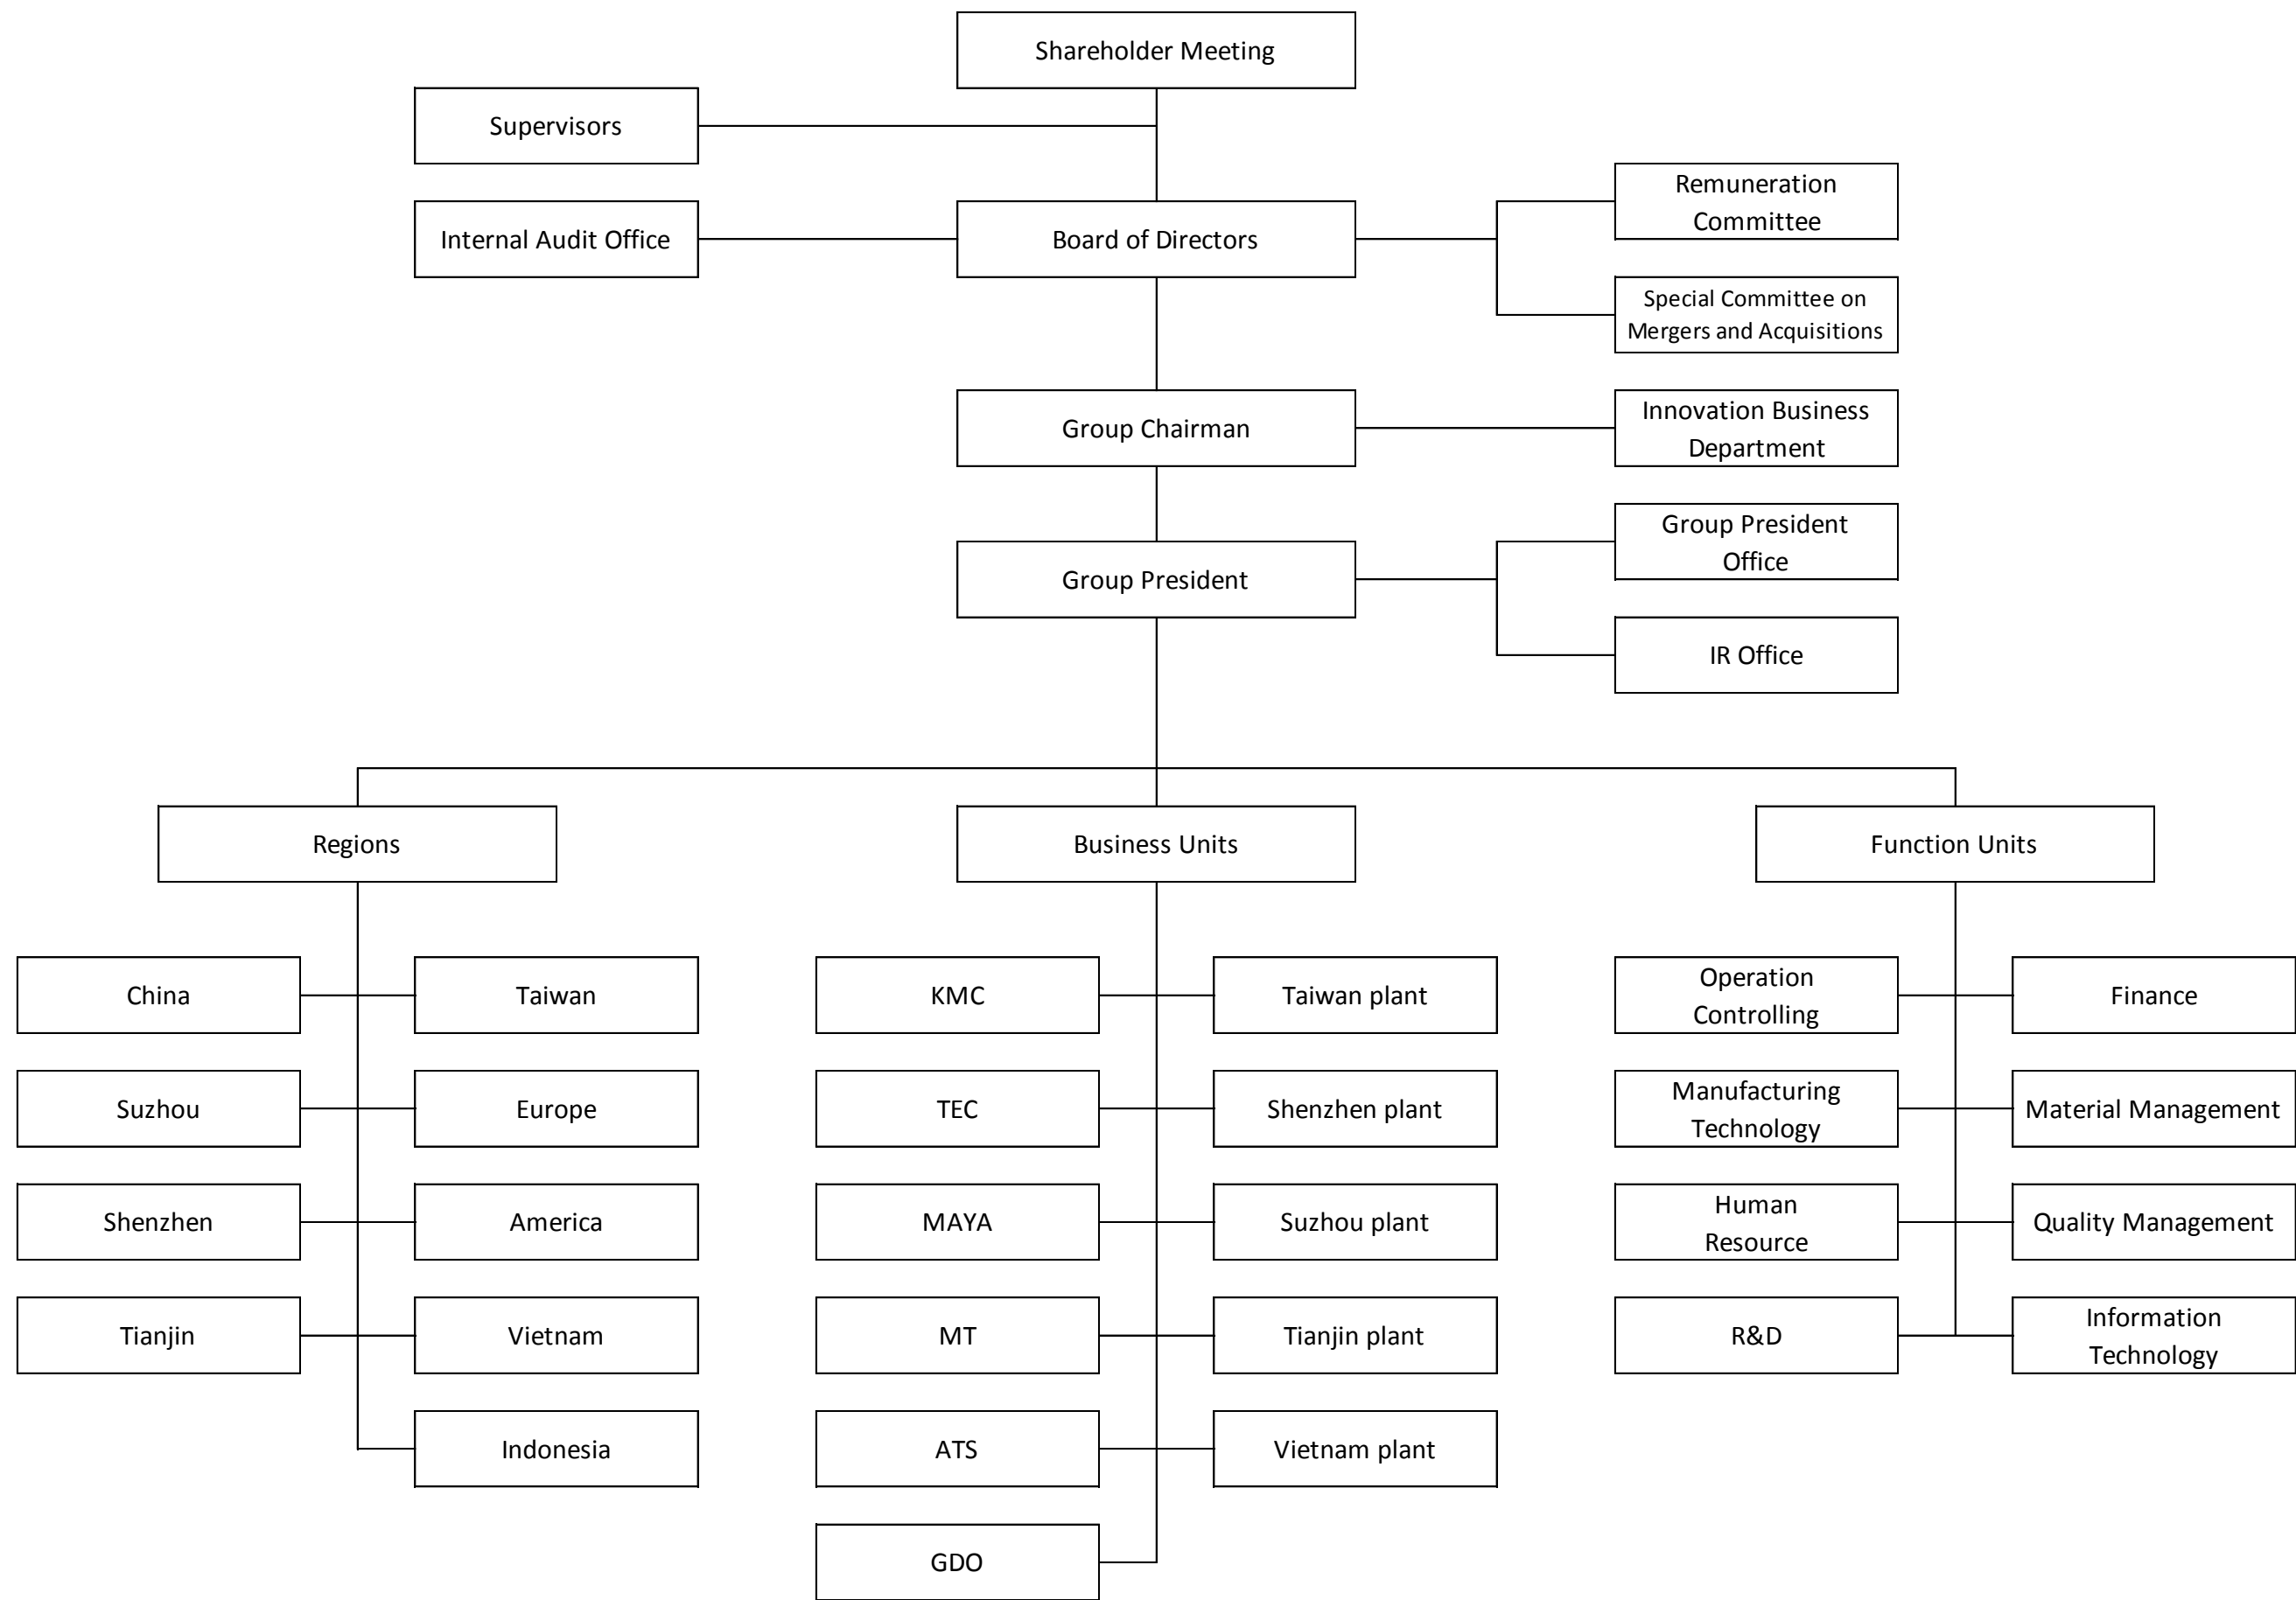 Shareholder Meeting
Supervisors
Remuneration
Committee
Internal Audit Office
Board of Directors
Special Committee on
Mergers and Acquisitions
Group Chairman
Innovation Business
Department
Group President
Office
Group President
IR Office
Regions
Business Units
Function Units
China
Taiwan
KMC
Taiwan plant
Operation
Controlling
Finance
Suzhou
Europe
TEC
Shenzhen plant
Manufacturing
Technology
Material Management
Shenzhen
America
MAYA
Suzhou plant
Human
Resource
Quality Management
Tianjin
Vietnam
MT
Tianjin plant
R&D
Information
Technology
Indonesia
ATS
Vietnam plant
GDO